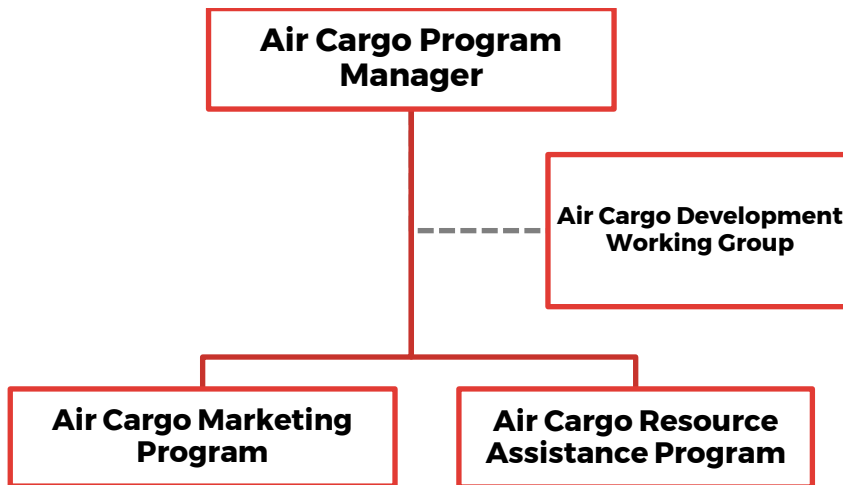 Air Cargo Program
Manager
Air Cargo Development
Working Group
Air Cargo Marketing
Program
Air Cargo Resource
Assistance Program